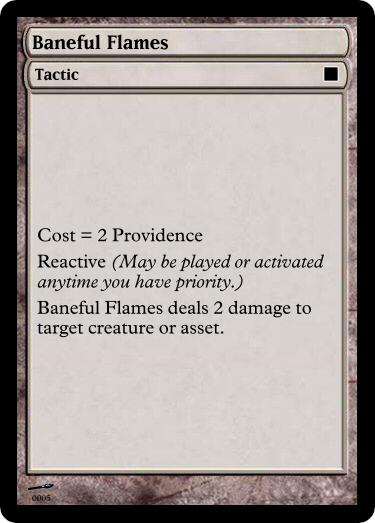 Baneful Flames
Tactic
Cost = 2 Providence
Reactive (May be played or activated
anytime you have priority.)
Baneful Flames deals 2 damage to
target creature or asset.
0005